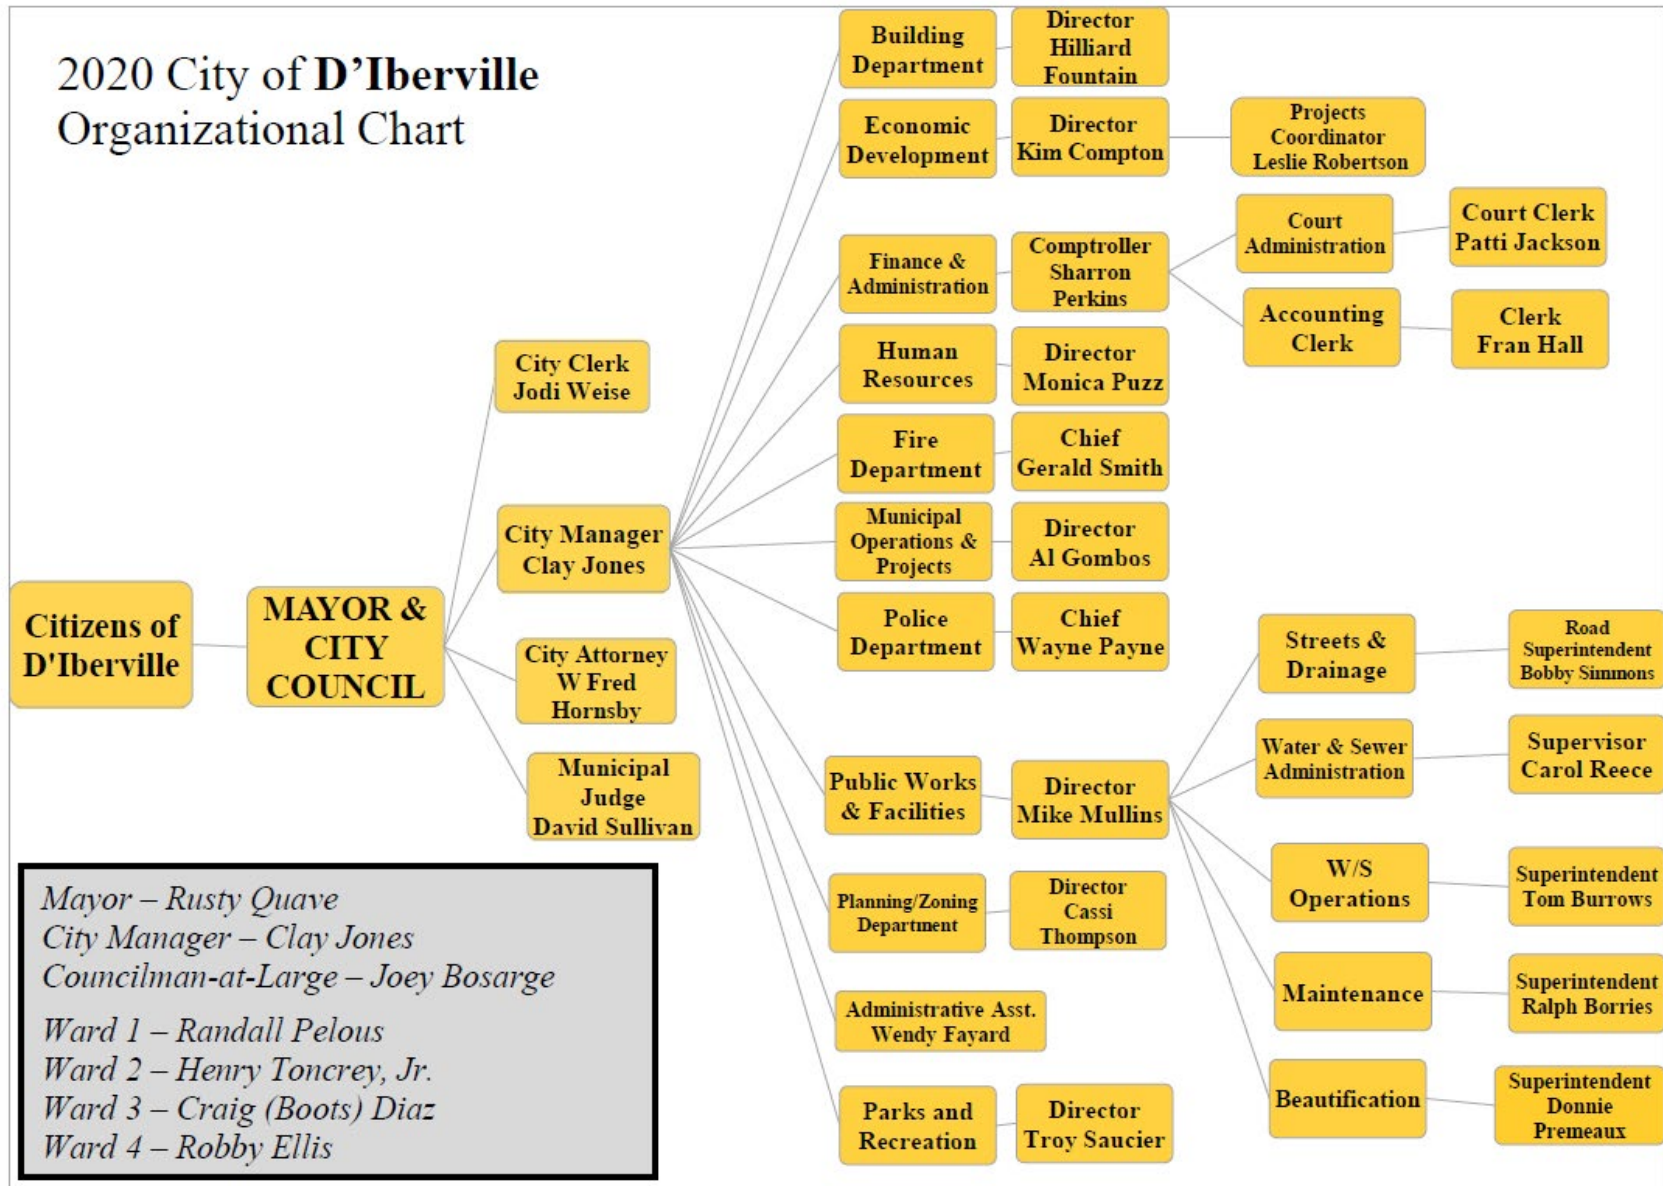 2020 City of D'Iberville
Organizational Chart
Citizens of
D'Iberville
MAYOR &
CITY
COUNCIL
City Clerk
Jodi Weise
City Manager
Clay Jones
City Attorney
W Fred
Hornsby
Municipal
Judge
David Sullivan
Building
Department
Director
Hilliard
Fountain
Economic
Development
Director
Kim Compton
Projects
Coordinator
Leslie Robertson
Finance &
Administration
Comptroller
Sharron
Perkins
Court
Administration
Court Clerk
Patti Jackson
Accounting
Clerk
Clerk
Fran Hall
Human
Resources
Director
Monica Puzz
Fire
Department
Chief
Gerald Smith
Municipal
Operations &
Projects
Director
Al Gombos
Police
Department
Chief
Wayne Payne
Public Works
& Facilities
Director
Mike Mullins
Streets &
Drainage
Road
Superintendent
Bobby Simmons
Water & Sewer
Administration
Supervisor
Carol Reece
W/S
Operations
Superintendent
Tom Burrows
Maintenance
Superintendent
Ralph Borries
Beautification
Superintendent
Donnie
Premeaux
Planning/Zoning
Department
Director
Cassi
Thompson
Administrative Asst.
Wendy Fayard
Parks and
Recreation
Director
Troy Saucier
Mayor – Rusty Quave
City Manager – Clay Jones
Councilman-at-Large – Joey Bosarge
Ward 1 – Randall Pelous
Ward 2 – Henry Toncrey, Jr.
Ward 3 – Craig (Boots) Diaz
Ward 4 – Robby Ellis